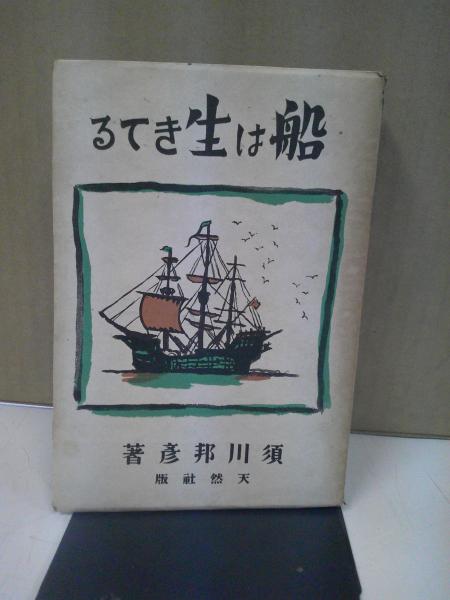 船は生きてる
須川邦彦著
天然社版